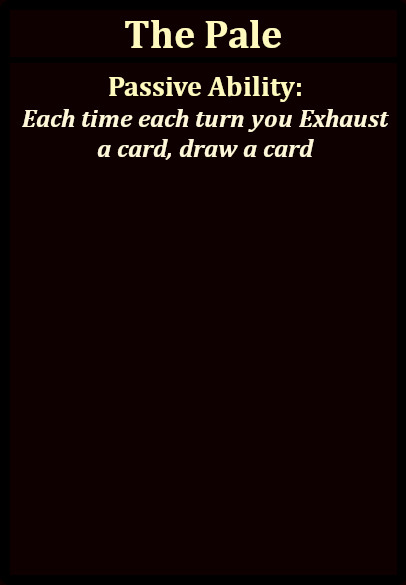 The Pale
Passive Ability:
Each time each turn you Exhaust
a card, draw a card